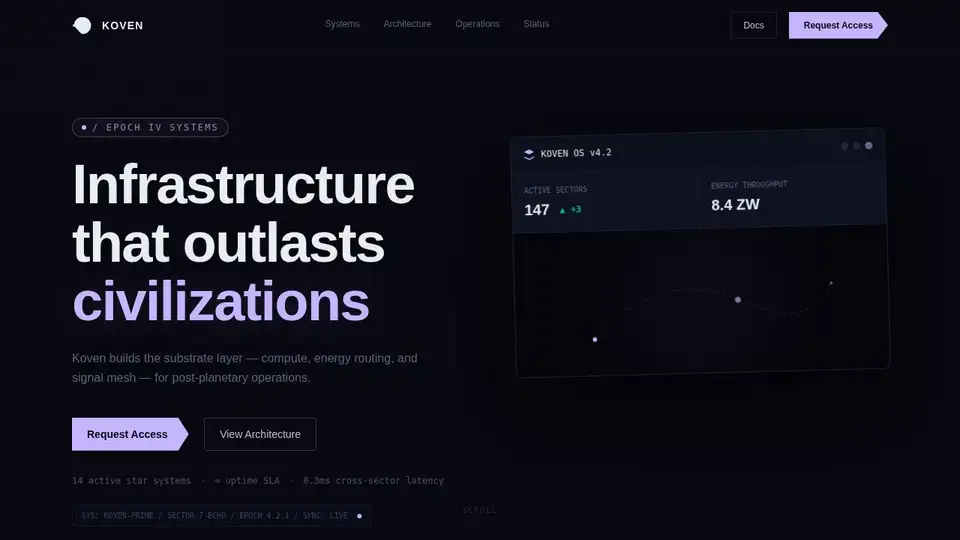 KOVEN
Systems
Architecture
Operations
Status
Docs
Request Access
/ EPOCH IV SYSTEMS
Infrastructure
that outlasts
civilizations
Koven builds the substrate layer — compute, energy routing, and
signal mesh — for post-planetary operations.
Request Access
View Architecture
14 active star systems · ∞ uptime SLA · 0.3ms cross-sector latency
SYS: KOVEN-PRIME / SECTOR 7-ECHO / EPOCH 4.2.1 / SYNC: LIVE
KOVEN OS v4.2
ACTIVE SECTORS
147 ▲ +3
ENERGY THROUGHPUT
8.4 ZW
SCROLL